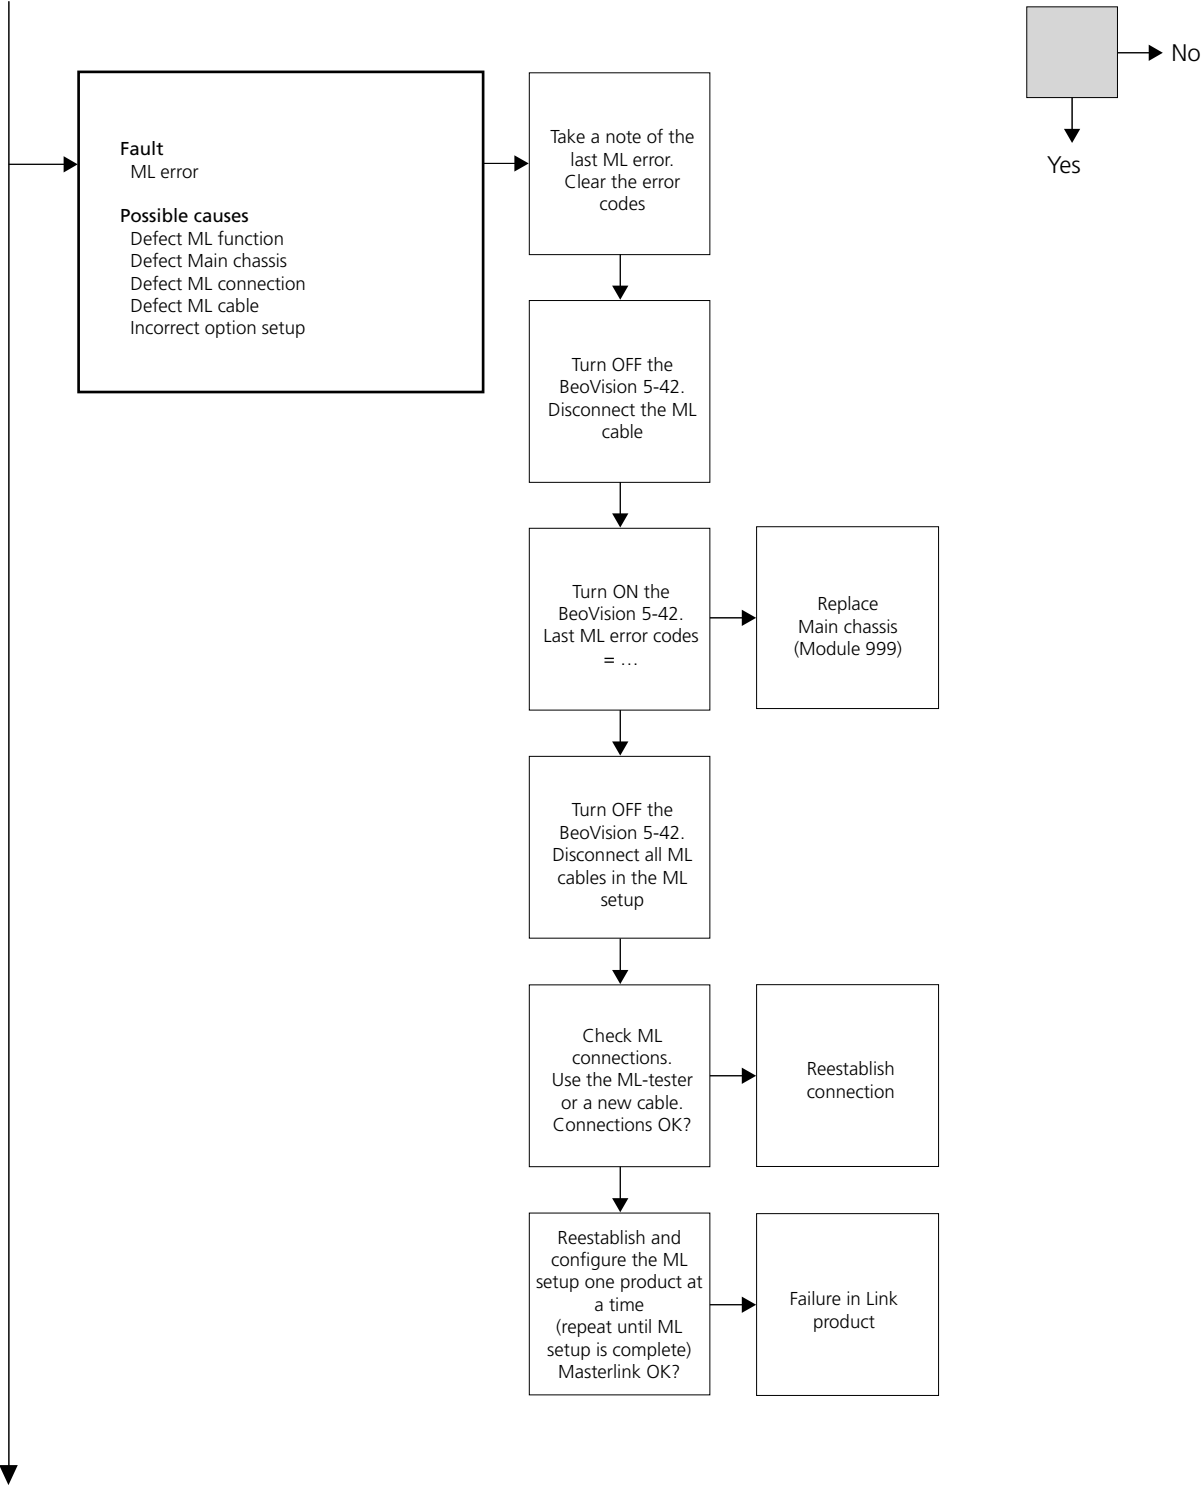 No
Yes
Fault
ML error
Possible causes
Defect ML function
Defect Main chassis
Defect ML connection
Defect ML cable
Incorrect option setup
Take a note of the
last ML error.
Clear the error
codes
Turn OFF the
BeoVision 5-42.
Disconnect the ML
cable
Turn ON the
BeoVision 5-42.
Last ML error codes
= …
Replace
Main chassis
(Module 999)
Turn OFF the
BeoVision 5-42.
Disconnect all ML
cables in the ML
setup
Check ML
connections.
Use the ML-tester
or a new cable.
Connections OK?
Reestablish
connection
Reestablish and
configure the ML
setup one product at
a time
(repeat until ML
setup is complete)
Masterlink OK?
Failure in Link
product